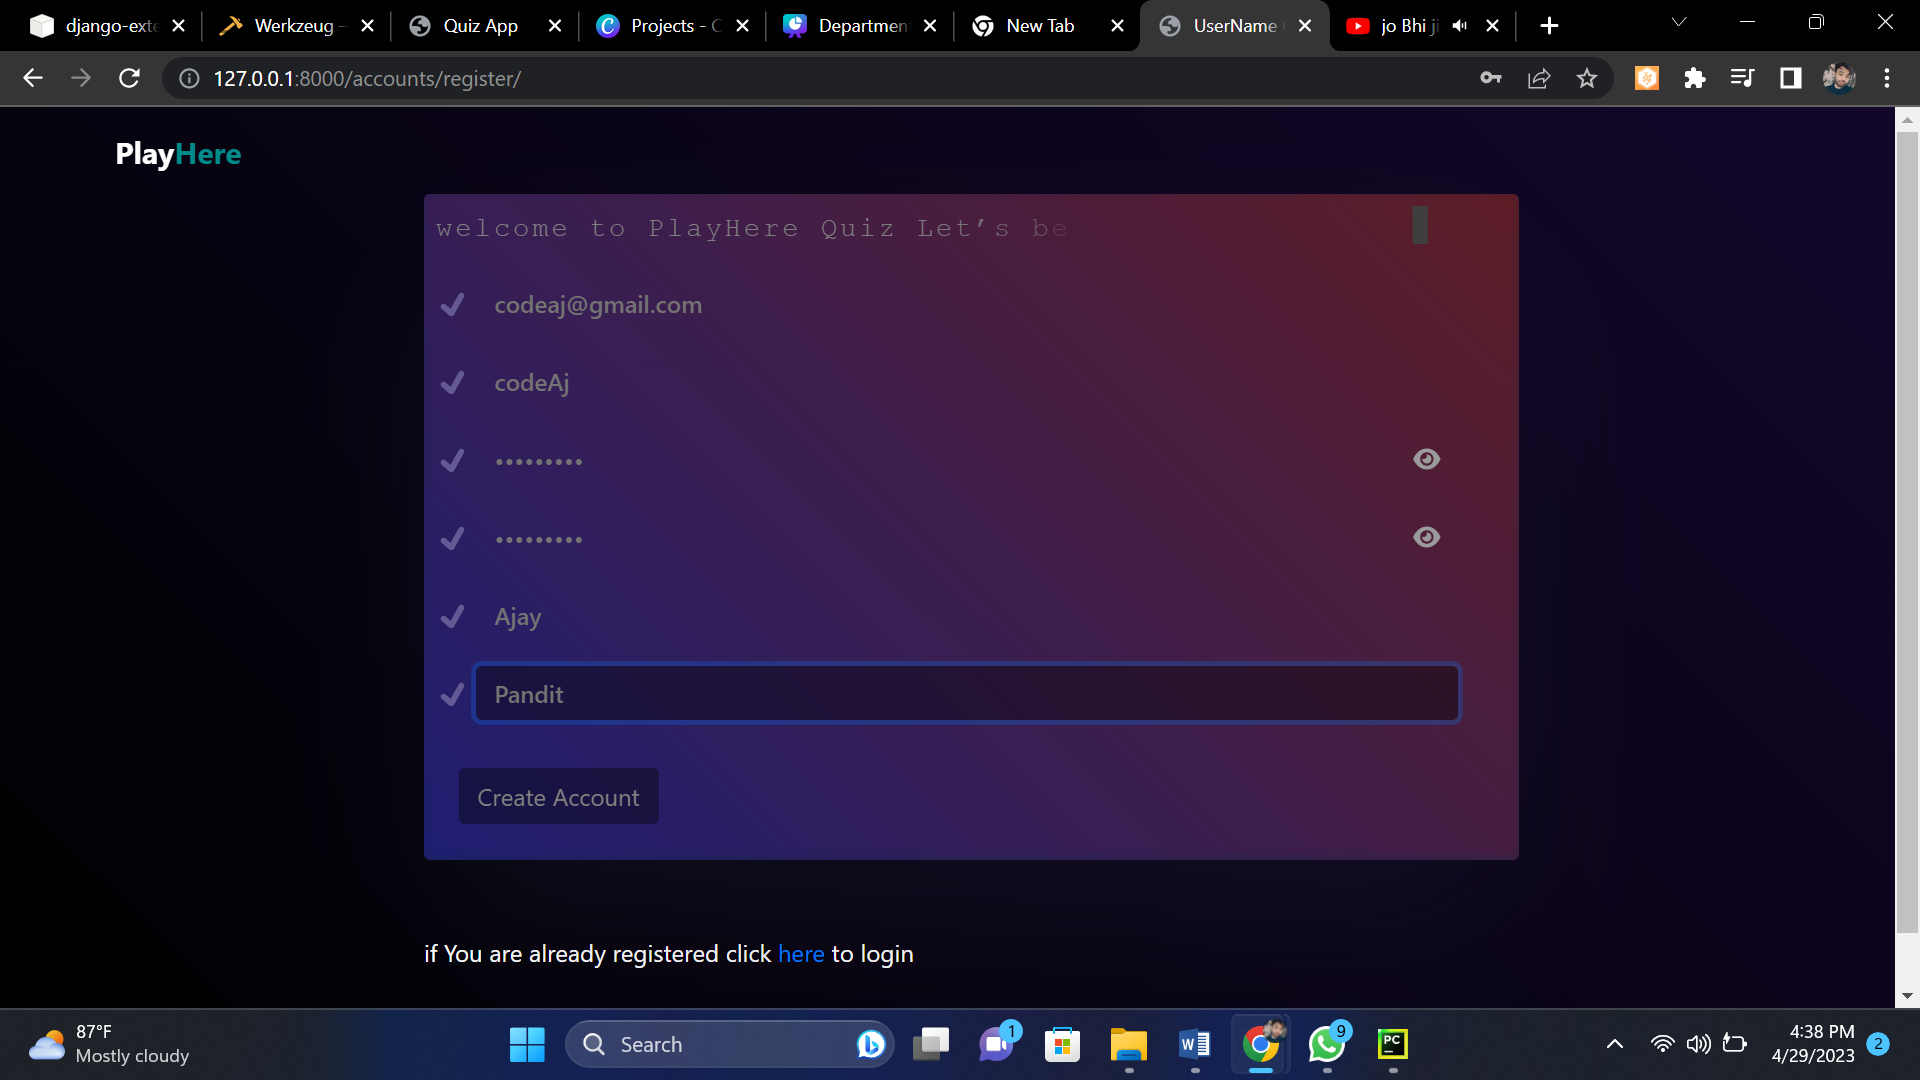 django-exte
Werkzeug –
Quiz App
Projects - C
Departmen
New Tab
UserName
jo Bhi ji
127.0.0.1:8000/accounts/register/
PlayHere
welcome to PlayHere Quiz Let’s be
codeaj@gmail.com
codeAj
•••••••••
•••••••••
Ajay
Pandit
Create Account
if You are already registered click here to login
87°F
Mostly cloudy
Search
1
W
9
PC
4:38 PM
4/29/2023
2